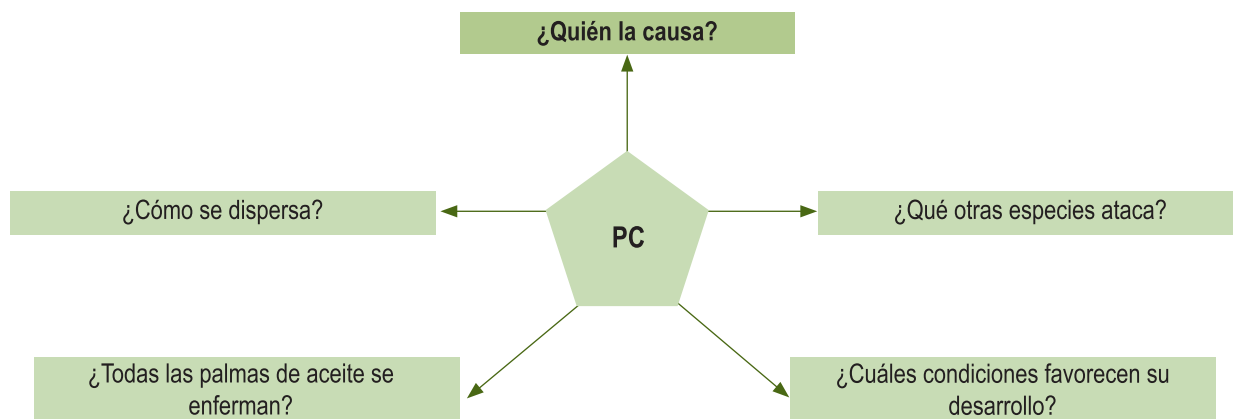 ¿Quién la causa?
¿Cómo se dispersa?
¿Qué otras especies ataca?
PC
¿Todas las palmas de aceite se
enferman?
¿Cuáles condiciones favorecen su
desarrollo?